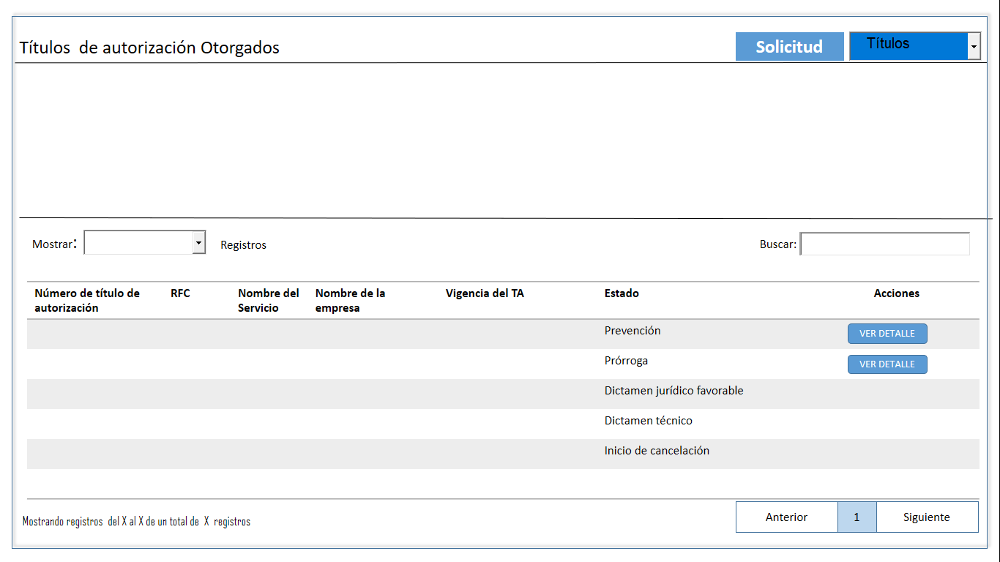 Títulos  de autorización Otorgados
Solicitud
Títulos
Mostrar:
Registros
Buscar:
Número de título de autorización
RFC
Nombre del Servicio
Nombre de la empresa
Vigencia del TA
Estado
Acciones
Prevención
VER DETALLE
Prórroga
VER DETALLE
Dictamen jurídico favorable
Dictamen técnico
Inicio de cancelación
Mostrando registros  del X al X de un total de  X  registros
Anterior
1
Siguiente